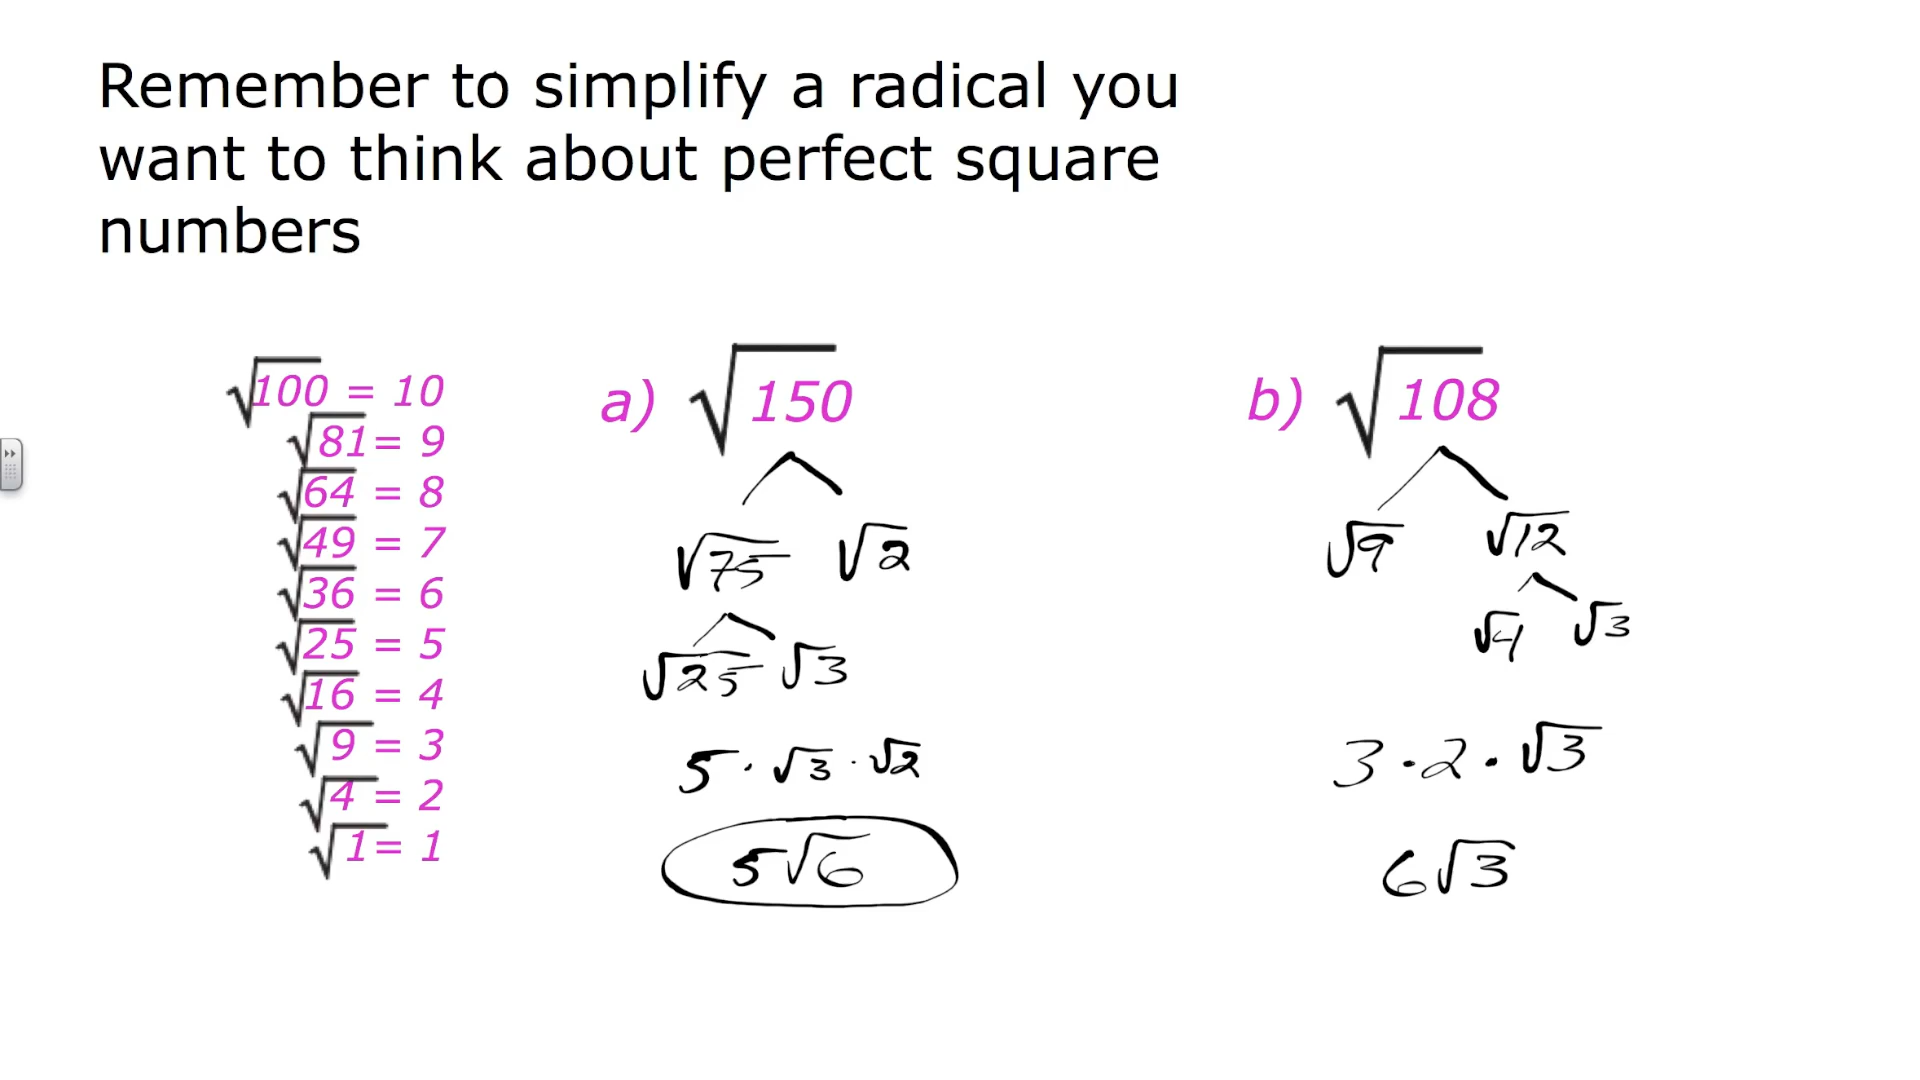 Remember to simplify a radical you
want to think about perfect square
numbers
√100 = 10
√81 = 9
√64 = 8
√49 = 7
√36 = 6
√25 = 5
√16 = 4
√9 = 3
√4 = 2
√1 = 1
a) √150
√75 √2
√25 √3
5 · √3 · √2
5√6
b) √108
√9 √12
√4 √3
3 · 2 · √3
6√3